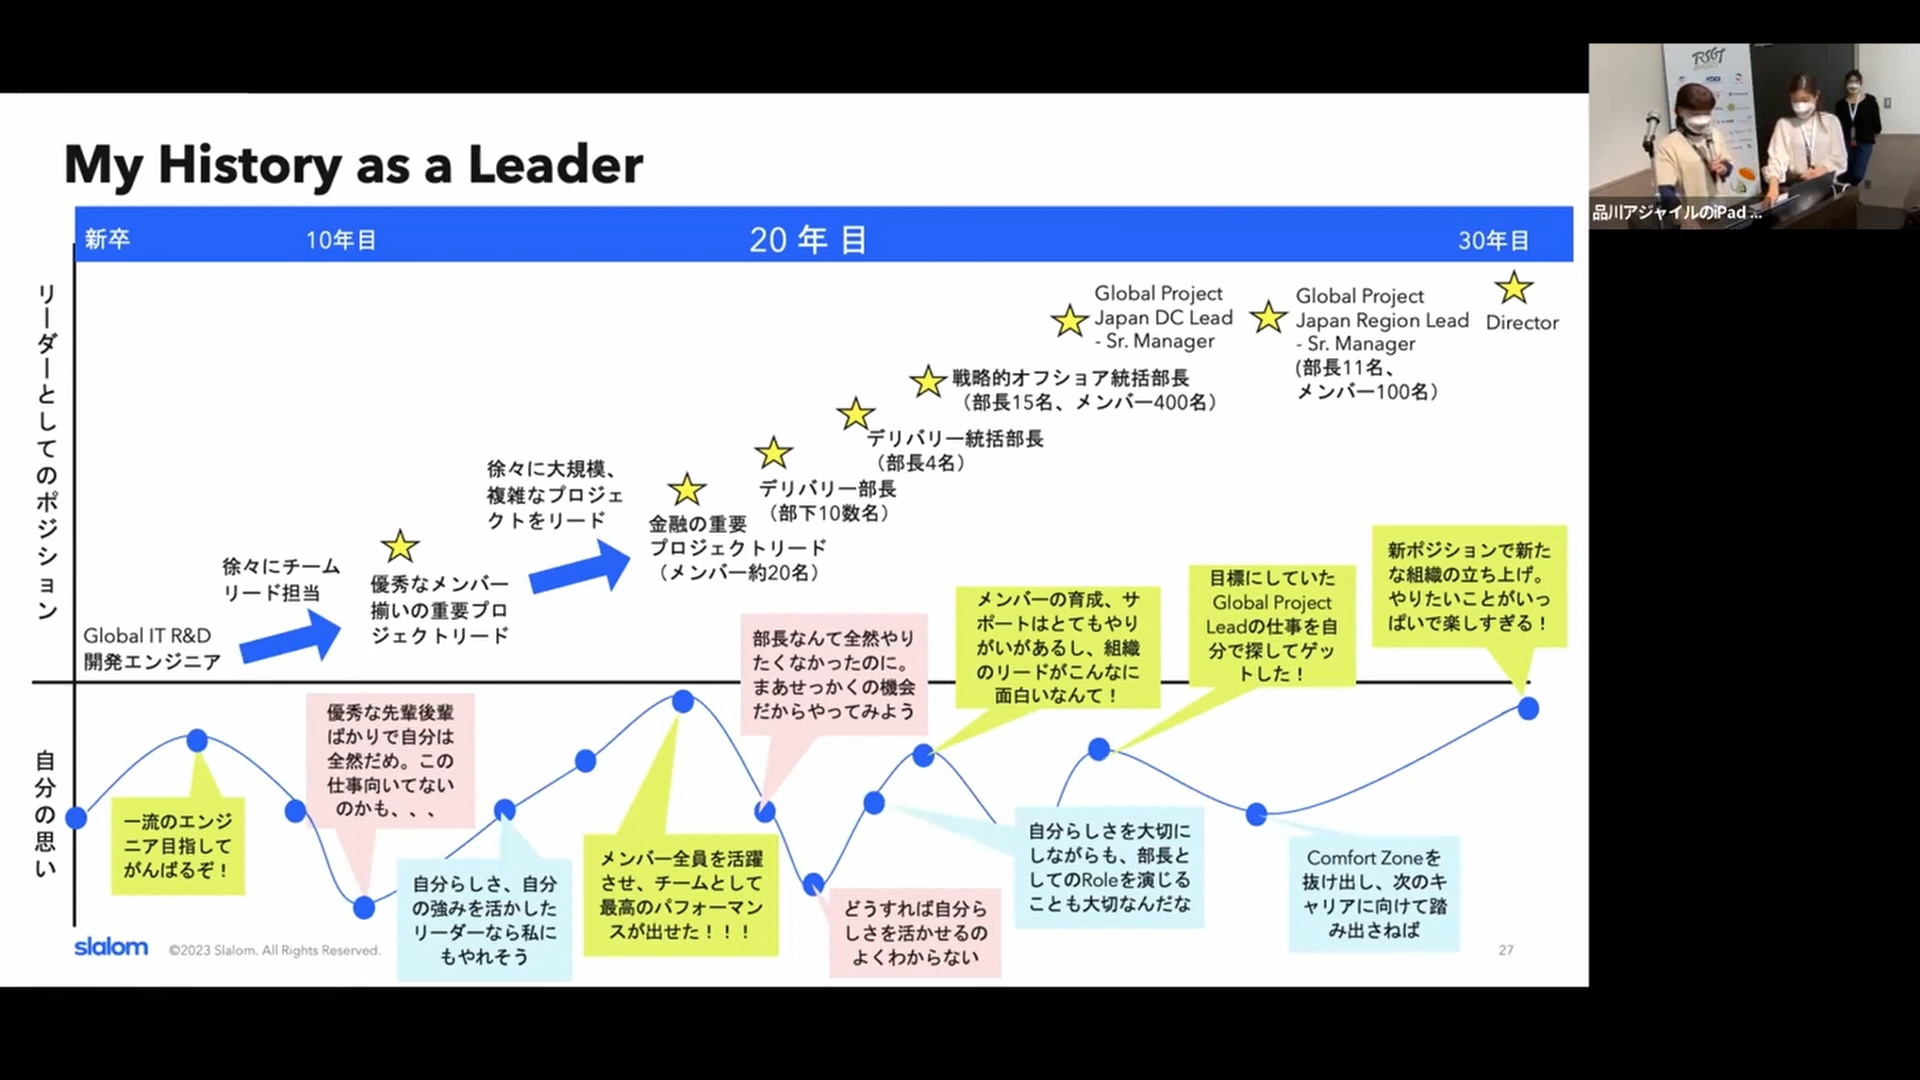 My History as a Leader
新卒
10年目
20 年 目
30年目
リーダーとしてのポジション
Global IT R&D
開発エンジニア
徐々にチーム
リード担当
優秀なメンバー
揃いの重要プロ
ジェクトリード
徐々に大規模、
複雑なプロジェ
クトをリード
金融の重要
プロジェクトリード
（メンバー約20名）
デリバリー部長
（部下10数名）
デリバリー統括部長
（部長4名）
戦略的オフショア統括部長
（部長15名、メンバー400名）
Global Project
Japan DC Lead
- Sr. Manager
Global Project
Japan Region Lead
- Sr. Manager
(部長11名、
メンバー100名）
Director
自分の思い
一流のエンジ
ニア目指して
がんばるぞ！
優秀な先輩後輩
ばかりで自分は
全然だめ。この
仕事向いてない
のかも、、、
自分らしさ、自分
の強みを活かした
リーダーなら私に
もやれそう
メンバー全員を活躍
させ、チームとして
最高のパフォーマン
スが出せた！！！
部長なんて全然やり
たくなかったのに。
まあせっかくの機会
だからやってみよう
どうすれば自分ら
しさを活かせるの
よくわからない
メンバーの育成、サ
ポートはとてもやり
がいがあるし、組織
のリードがこんなに
面白いなんて！
自分らしさを大切に
しながらも、部長と
してのRoleを演じる
ことも大切なんだな
目標にしていた
Global Project
Leadの仕事を自
分で探してゲッ
トした！
Comfort Zoneを
抜け出し、次のキ
ャリアに向けて踏
み出さねば
新ポジションで新た
な組織の立ち上げ。
やりたいことがいっ
ぱいで楽しすぎる！
slalom
©2023 Slalom. All Rights Reserved.
27
RSGT
品川アジャイルのiPad ...